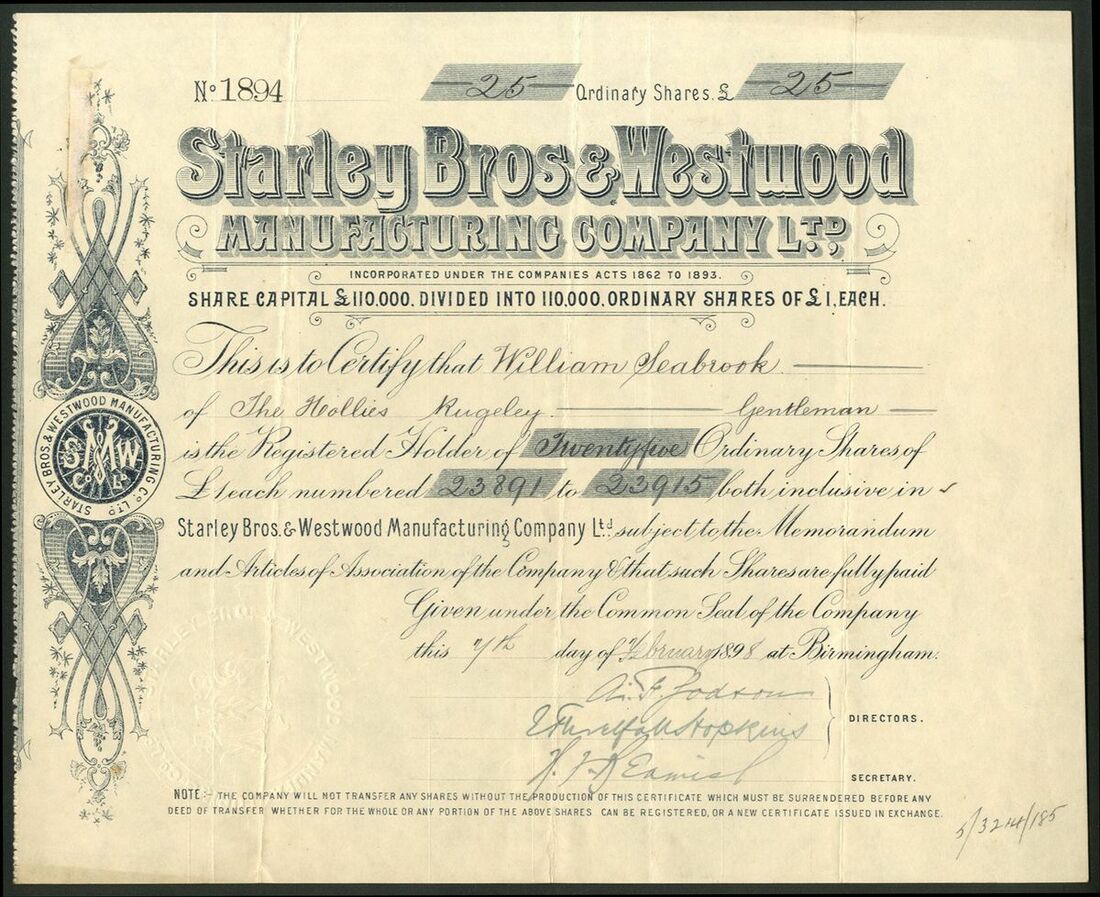 No 1894 25 Ordinary Shares. £ 25
Starley Bros & Westwood
MANUFACTURING COMPANY LTD,
INCORPORATED UNDER THE COMPANIES ACTS 1862 TO 1893.
SHARE CAPITAL £110,000. DIVIDED INTO 110,000, ORDINARY SHARES OF £1, EACH.
This is to Certify that William Seabrook
of The Hollies Rugeley Gentleman
is the Registered Holder of Twentyfive Ordinary Shares of
£1 each numbered 23891 to 23915 both inclusive in
Starley Bros. & Westwood Manufacturing Company Ltd. subject to the Memorandum
and Articles of Association of the Company & that such Shares are fully paid
Given under the Common Seal of the Company
this 7th day of February 1898 at Birmingham.
DIRECTORS.
Hopkins
SECRETARY.
NOTE:- THE COMPANY WILL NOT TRANSFER ANY SHARES WITHOUT THE PRODUCTION OF THIS CERTIFICATE WHICH MUST BE SURRENDERED BEFORE ANY
DEED OF TRANSFER WHETHER FOR THE WHOLE OR ANY PORTION OF THE ABOVE SHARES CAN BE REGISTERED, OR A NEW CERTIFICATE ISSUED IN EXCHANGE.
STARLEY BROS. & WESTWOOD MANUFACTURING CO. LTD.
SB & W M Co Ld